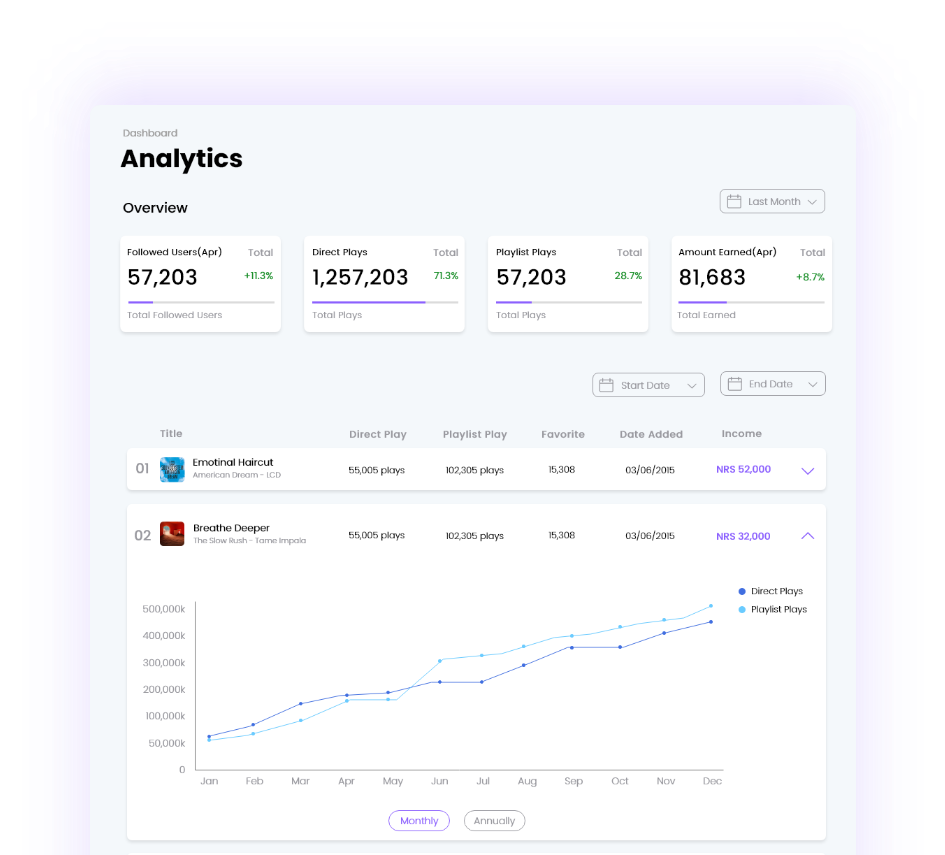 Dashboard
Analytics
Overview
Last Month
Followed Users(Apr) Total
57,203 +11.3%
Total Followed Users
Direct Plays Total
1,257,203 71.3%
Total Plays
Playlist Plays Total
57,203 28.7%
Total Plays
Amount Earned(Apr) Total
81,683 +8.7%
Total Earned
Start Date
End Date
Title Direct Play Playlist Play Favorite Date Added Income
01 Emotinal Haircut 55,005 plays 102,305 plays 15,308 03/06/2015 NRS 52,000
American Dream - LCD
02 Breathe Deeper 55,005 plays 102,305 plays 15,308 03/06/2015 NRS 32,000
The Slow Rush - Tame Impala
Direct Plays
Playlist Plays
500,000k
400,000k
300,000k
200,000k
100,000k
50,000k
0
Jan Feb Mar Apr May Jun Jul Aug Sep Oct Nov Dec
Monthly Annually